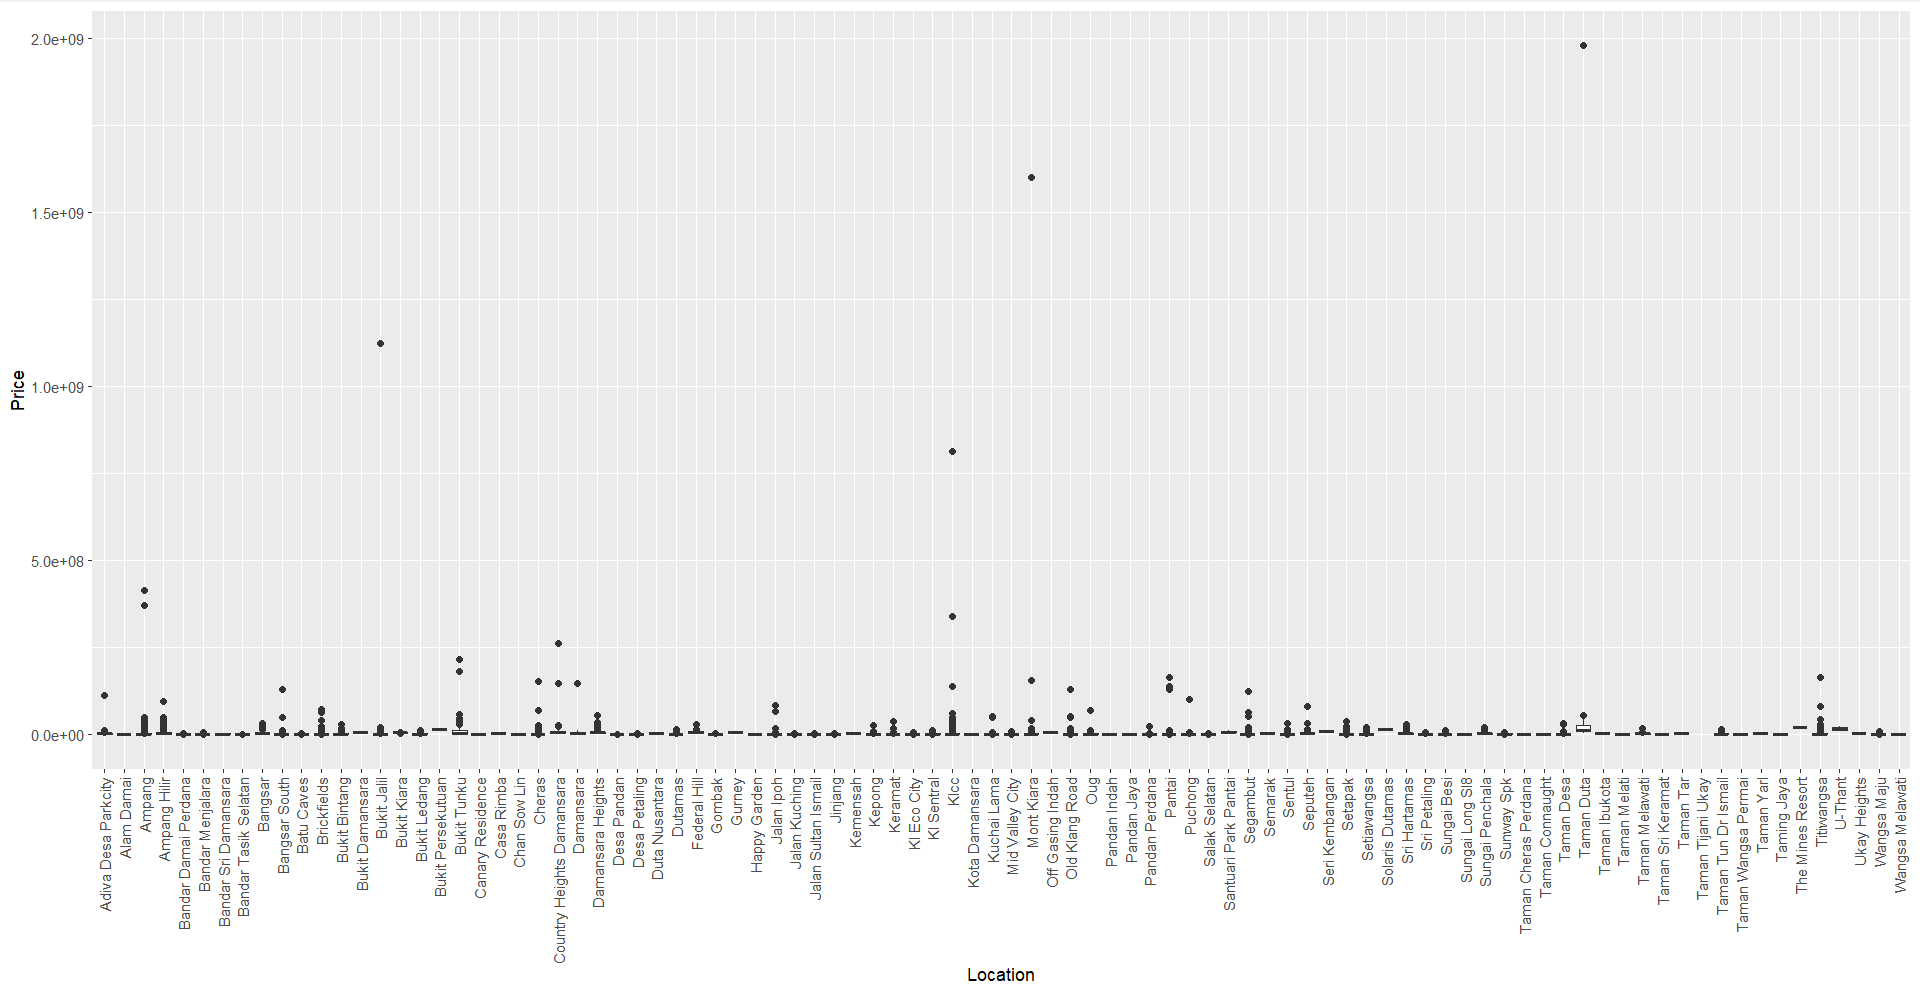 2.0e+09
1.5e+09
1.0e+09
5.0e+08
0.0e+00
Price
Adiva Desa Parkcity
Alam Damai
Ampang
Ampang Hilir
Bandar Damai Perdana
Bandar Menjalara
Bandar Sri Damansara
Bandar Tasik Selatan
Bangsar
Bangsar South
Batu Caves
Brickfields
Bukit Bintang
Bukit Damansara
Bukit Jalil
Bukit Kiara
Bukit Ledang
Bukit Persekutuan
Bukit Tunku
Canary Residence
Casa Rimba
Chan Sow Lin
Cheras
Country Heights Damansara
Damansara
Damansara Heights
Desa Pandan
Desa Petaling
Duta Nusantara
Dutamas
Federal Hill
Gombak
Gurney
Happy Garden
Jalan Ipoh
Jalan Kuching
Jalan Sultan Ismail
Jinjang
Kemensah
Kepong
Keramat
Kl Eco City
Kl Sentral
Klcc
Kota Damansara
Kuchai Lama
Mid Valley City
Mont Kiara
Off Gasing Indah
Old Klang Road
Oug
Pandan Indah
Pandan Jaya
Pandan Perdana
Pantai
Puchong
Salak Selatan
Santuari Park Pantai
Segambut
Semarak
Sentul
Seputeh
Seri Kembangan
Setapak
Setiawangsa
Solaris Dutamas
Sri Hartamas
Sri Petaling
Sungai Besi
Sungai Long Sl8
Sungai Penchala
Sunway Spk
Taman Cheras Perdana
Taman Connaught
Taman Desa
Taman Duta
Taman Ibukota
Taman Melati
Taman Melawati
Taman Sri Keramat
Taman Tar
Taman Tijani Ukay
Taman Tun Dr Ismail
Taman Wangsa Permai
Taman Yarl
Taming Jaya
The Mines Resort
Titiwangsa
U-Thant
Ukay Heights
Wangsa Maju
Wangsa Melawati
Location